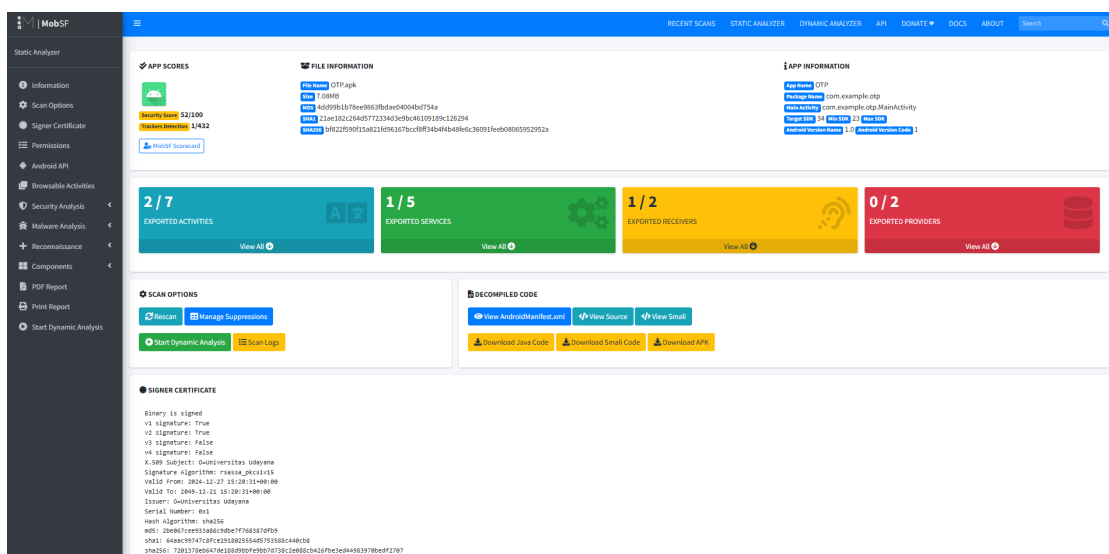 MobSF
RECENT SCANS STATIC ANALYZER DYNAMIC ANALYZER API DONATE ♥ DOCS ABOUT Search
Static Analyzer
Information
Scan Options
Signer Certificate
Permissions
Android API
Browsable Activities
Security Analysis
Malware Analysis
Reconnaissance
Components
PDF Report
Print Report
Start Dynamic Analysis
APP SCORES
Security Score 52/100
Trackers Detection 1/432
MobSF Scorecard
FILE INFORMATION
File Name OTP.apk
Size 7.08MB
MD5 4dd99b1b78ee9863fbdae04004bd754a
SHA1 21ae182c264d5772334d3e9bc46109189c126294
SHA256 bf822f590f15a821fd96167bccf8ff34b4f4b48fe6c36091feeb08065952952a
APP INFORMATION
App Name OTP
Package Name com.example.otp
Main Activity com.example.otp.MainActivity
Target SDK 34 Min SDK 23 Max SDK
Android Version Name 1.0 Android Version Code 1
2 / 7
EXPORTED ACTIVITIES
View All
1 / 5
EXPORTED SERVICES
View All
1 / 2
EXPORTED RECEIVERS
View All
0 / 2
EXPORTED PROVIDERS
View All
SCAN OPTIONS
Rescan Manage Suppressions
Start Dynamic Analysis Scan Logs
DECOMPILED CODE
View AndroidManifest.xml View Source View Smali
Download Java Code Download Smali Code Download APK
SIGNER CERTIFICATE
Binary is signed
v1 signature: True
v2 signature: True
v3 signature: False
v4 signature: False
X.509 Subject: O=Universitas Udayana
Signature Algorithm: rsassa_pkcs1v15
Valid From: 2024-12-27 15:20:31+00:00
Valid To: 2049-12-21 15:20:31+00:00
Issuer: O=Universitas Udayana
Serial Number: 0x1
Hash Algorithm: sha256
md5: 2be067cee933a86c9dbe7f768387dfb9
sha1: 64aac99747c8fce2918025554d5753588c440cb8
sha256: 7201378eb647de188d9bbfe9bb7d738c2e088cb426fbe3ed44983970bedf2707